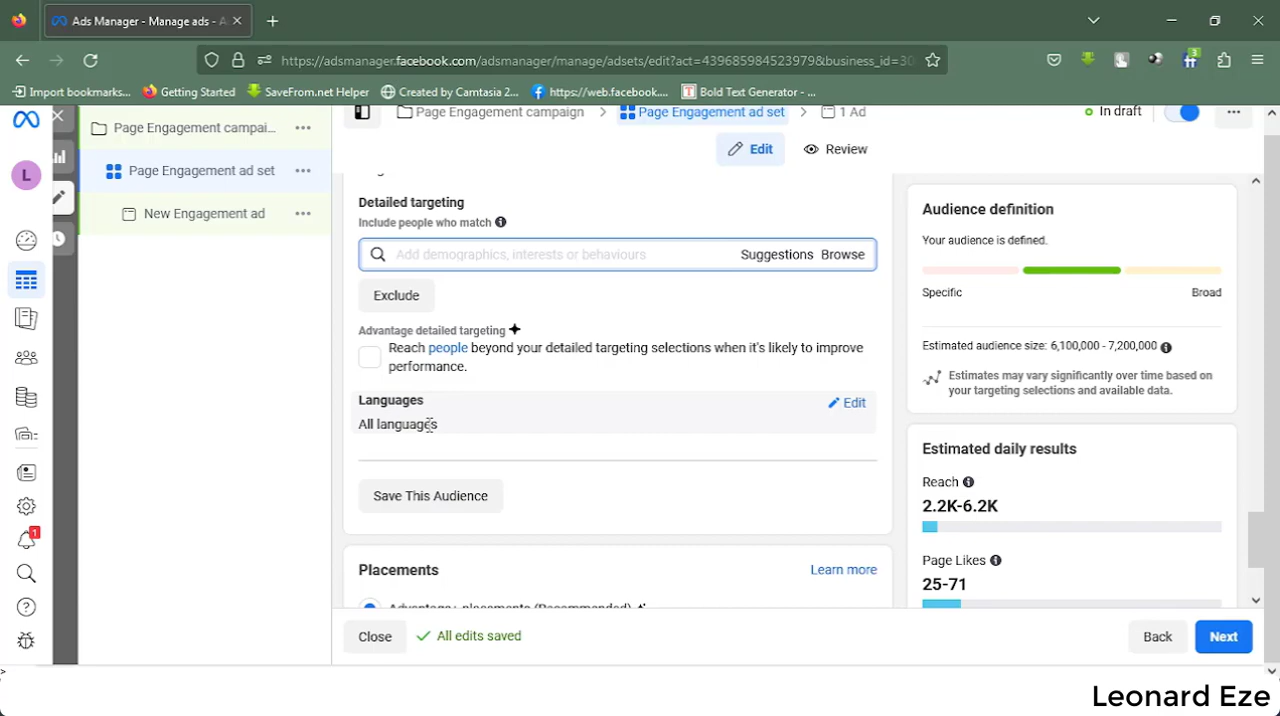 Ads Manager - Manage ads - A
https://adsmanager.facebook.com/adsmanager/manage/adsets/edit?act=439685984523979&business_id=30
3
Import bookmarks...
Getting Started
SaveFrom.net Helper
Created by Camtasia 2...
https://web.facebook....
Bold Text Generator - ...
Page Engagement campai...
Page Engagement campaign
Page Engagement ad set
1 Ad
In draft
Edit
Review
L
Page Engagement ad set
New Engagement ad
1
Detailed targeting
Include people who match
Add demographics, interests or behaviours
Suggestions
Browse
Exclude
Advantage detailed targeting
Reach people beyond your detailed targeting selections when it's likely to improve
performance.
Languages
Edit
All languages
Save This Audience
Placements
Learn more
Advantage+ placements (Recommended)
Audience definition
Your audience is defined.
Specific
Broad
Estimated audience size: 6,100,000 - 7,200,000
Estimates may vary significantly over time based on
your targeting selections and available data.
Estimated daily results
Reach
2.2K-6.2K
Page Likes
25-71
Close
All edits saved
Back
Next
Leonard Eze